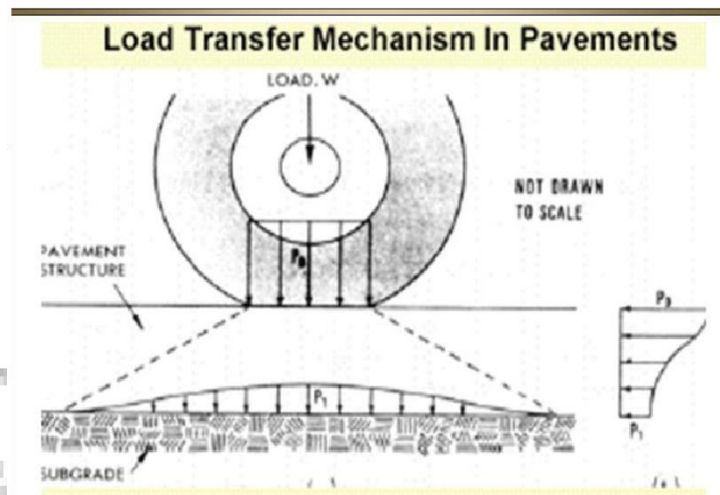 Load Transfer Mechanism In Pavements
LOAD, W
NOT DRAWN
TO SCALE
PAVEMENT
STRUCTURE
P₀
P₀
P₁
P₁
SUBGRADE